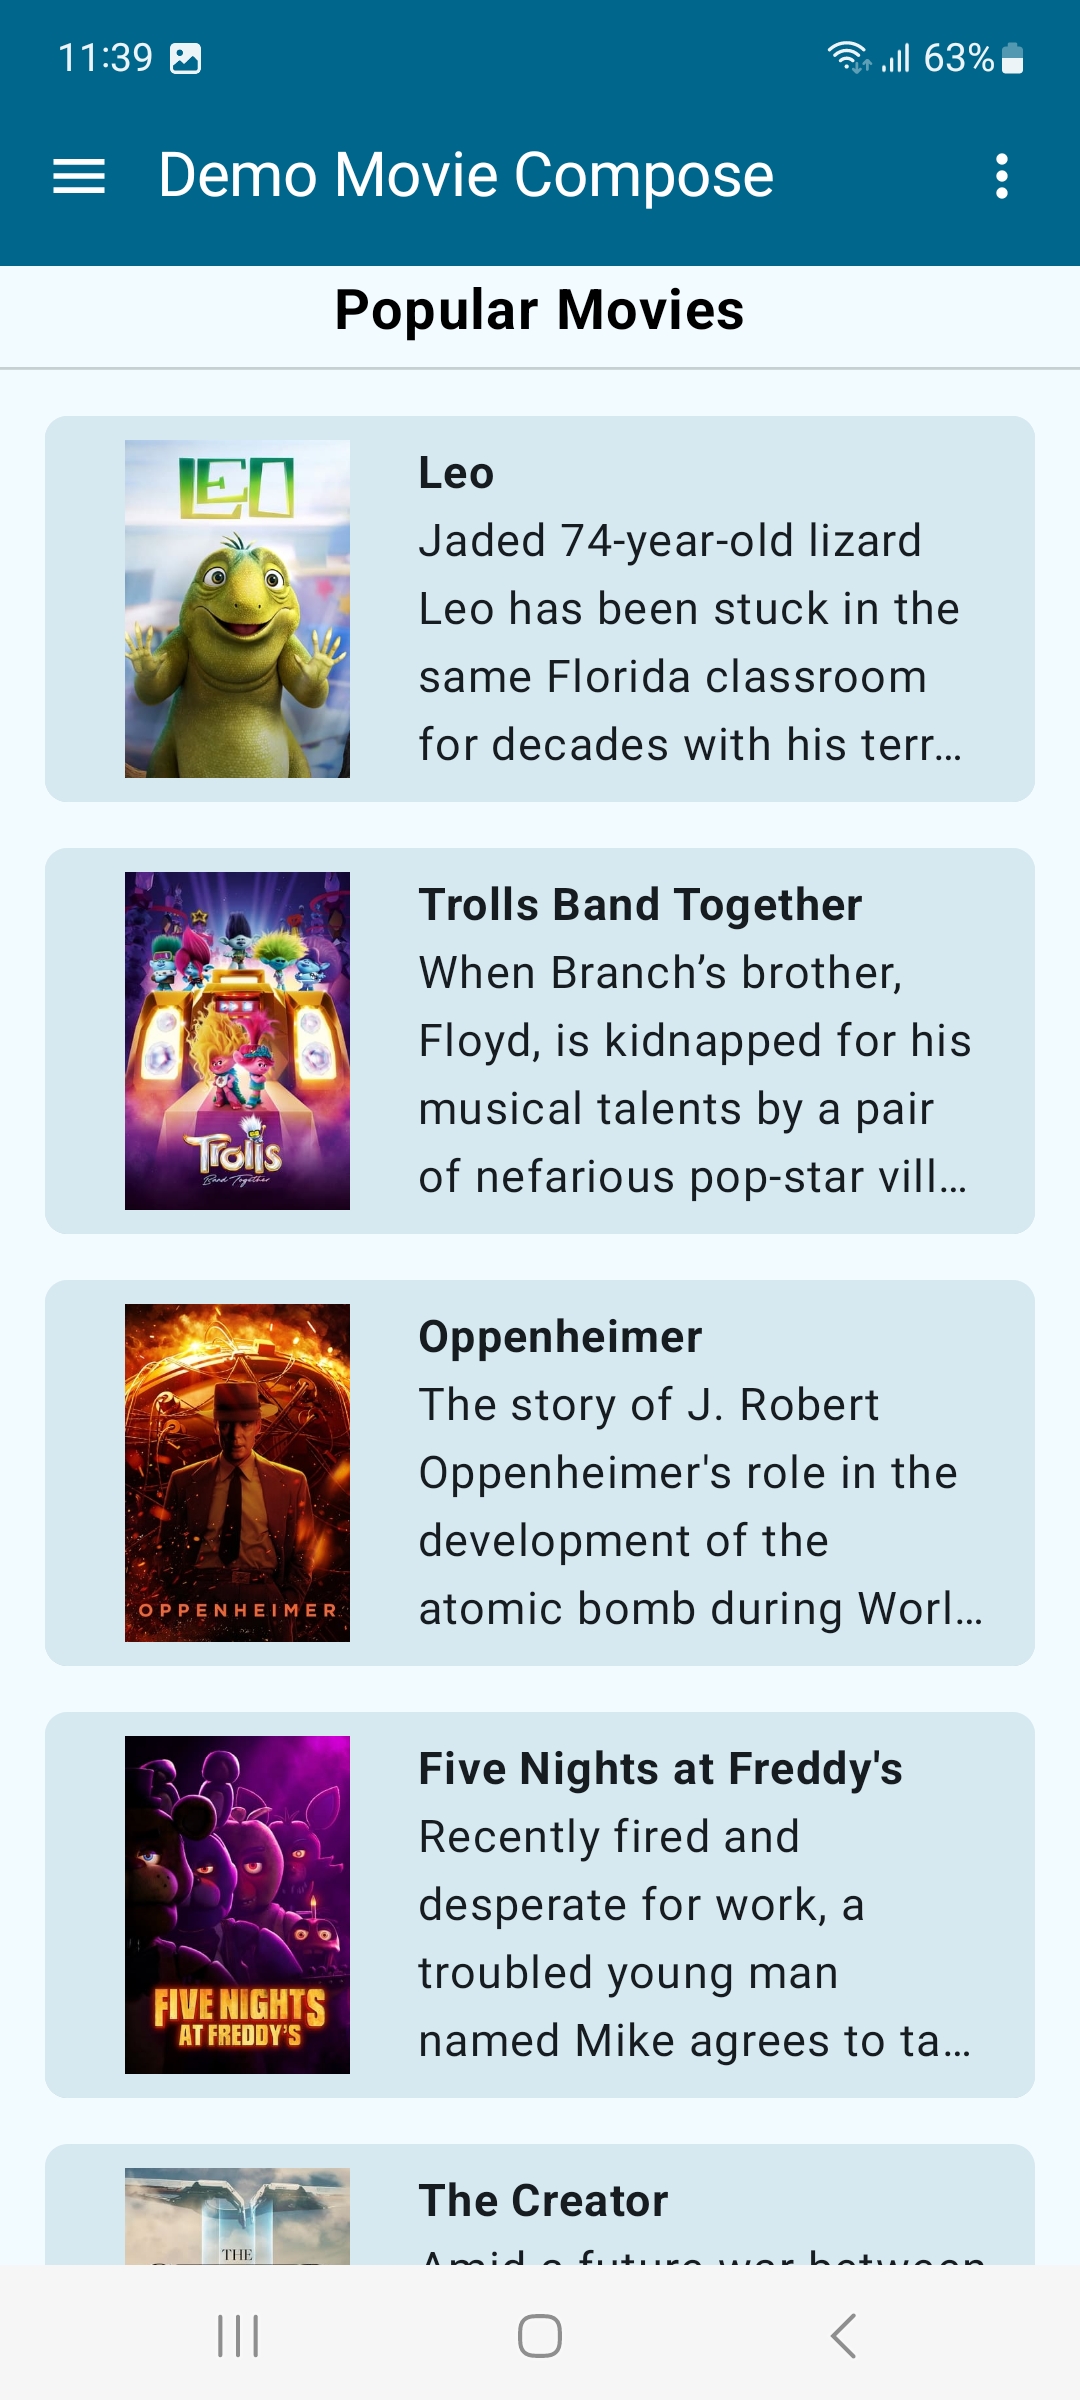 11:39
63%
Demo Movie Compose
Popular Movies
LEO
Leo
Jaded 74-year-old lizard
Leo has been stuck in the
same Florida classroom
for decades with his terr…
Trolls
Band Together
Trolls Band Together
When Branch’s brother,
Floyd, is kidnapped for his
musical talents by a pair
of nefarious pop-star vill…
OPPENHEIMER
Oppenheimer
The story of J. Robert
Oppenheimer's role in the
development of the
atomic bomb during Worl…
FIVE NIGHTS
AT FREDDY'S
Five Nights at Freddy's
Recently fired and
desperate for work, a
troubled young man
named Mike agrees to ta…
THE
The Creator
Amid a future war between